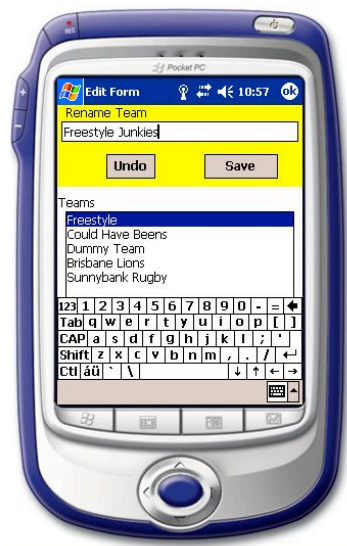 REC
Pocket PC
Edit Form 10:57 ok
Rename Team
Freestyle Junkies
Undo Save
Teams
Freestyle
Could Have Beens
Dummy Team
Brisbane Lions
Sunnybank Rugby
123 1 2 3 4 5 6 7 8 9 0 - =
Tab q w e r t y u i o p [ ]
CAP a s d f g h j k l ; '
Shift z x c v b n m , . /
Ctl áü ` \